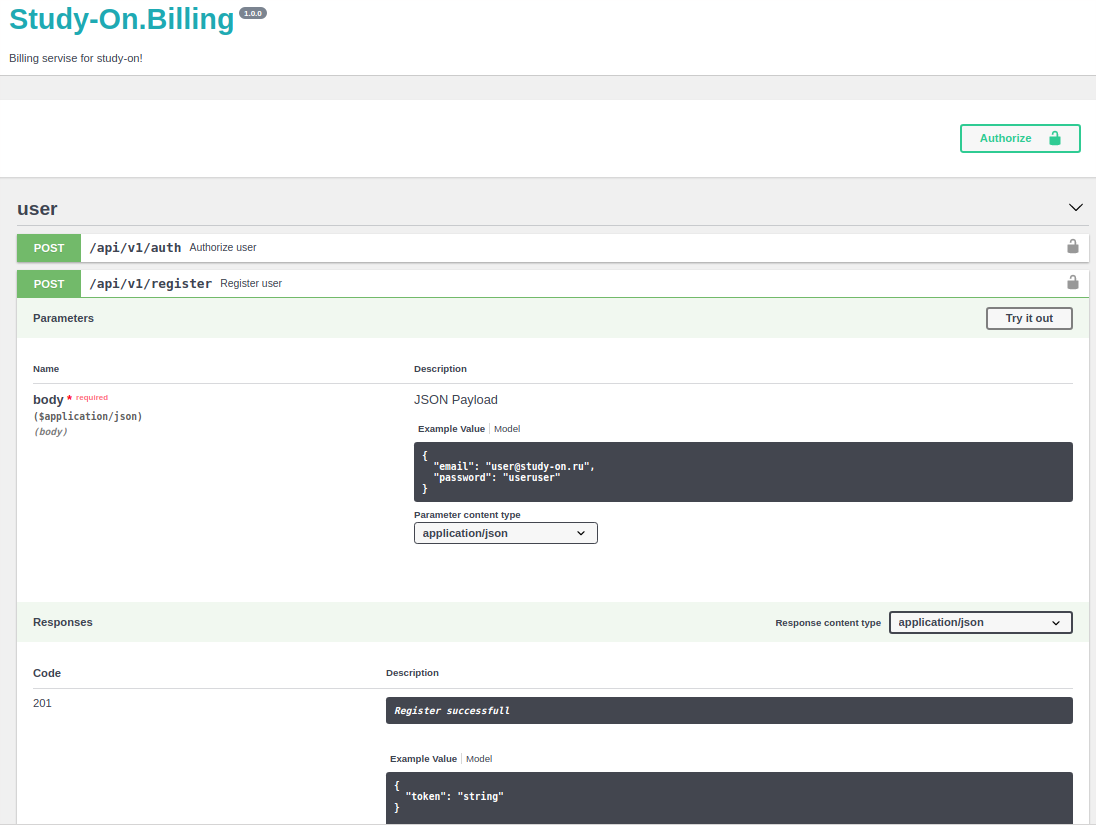 Study-On.Billing 1.0.0
Billing servise for study-on!
Authorize
user
POST /api/v1/auth Authorize user
POST /api/v1/register Register user
Parameters Try it out
Name Description
body * required JSON Payload
($application/json)
(body)
Example Value Model
{
"email": "user@study-on.ru",
"password": "useruser"
}
Parameter content type
application/json
Responses Response content type application/json
Code Description
201 Register successfull
Example Value Model
{
"token": "string"
}